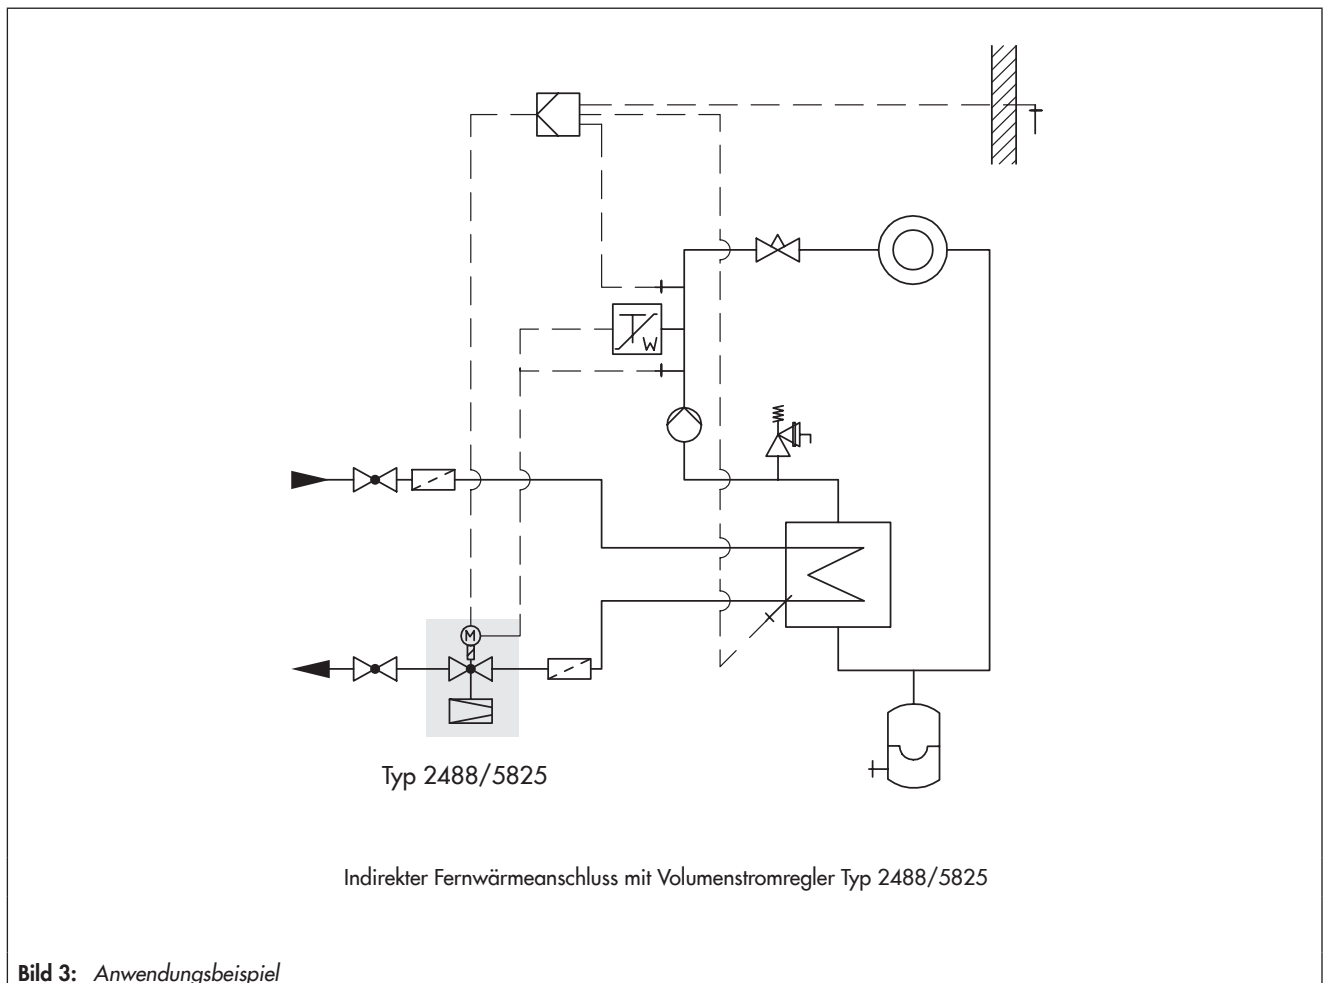 W
M
Typ 2488/5825
Indirekter Fernwärmeanschluss mit Volumenstromregler Typ 2488/5825
Bild 3: Anwendungsbeispiel